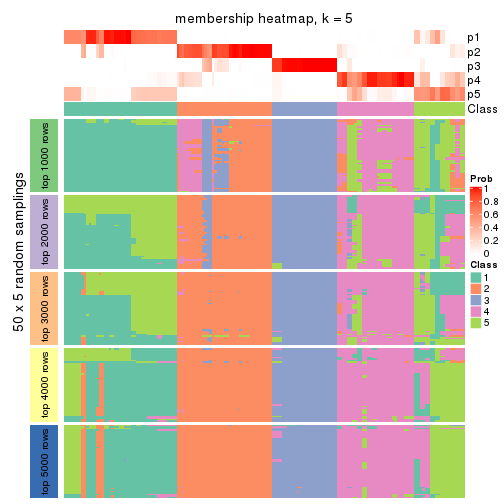 membership heatmap, k = 5
p1
p2
p3
p4
p5
Class
50 x 5 random samplings
top 1000 rows
top 2000 rows
top 3000 rows
top 4000 rows
top 5000 rows
Prob
1
0.8
0.6
0.4
0.2
0
Class
1
2
3
4
5